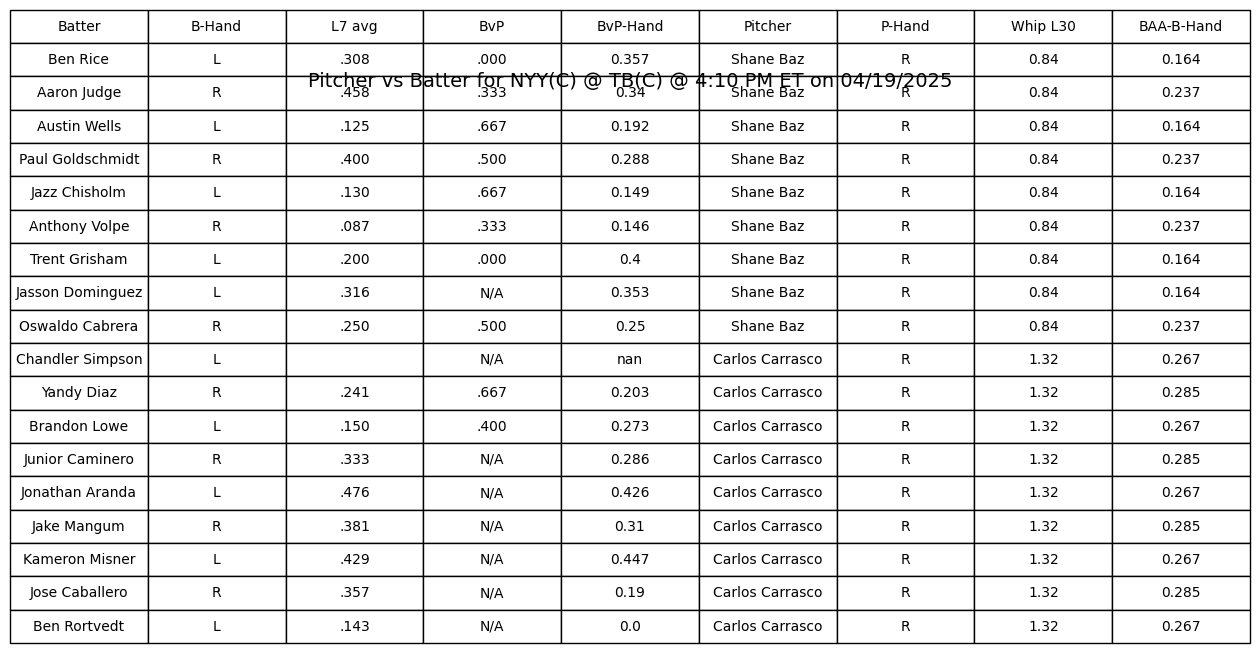 Batter B-Hand L7 avg BvP BvP-Hand Pitcher P-Hand Whip L30 BAA-B-Hand
Ben Rice L .308 .000 0.357 Shane Baz R 0.84 0.164
Pitcher vs Batter for NYY(C) @ TB(C) @ 4:10 PM ET on 04/19/2025
Aaron Judge R .458 .333 0.34 Shane Baz R 0.84 0.237
Austin Wells L .125 .667 0.192 Shane Baz R 0.84 0.164
Paul Goldschmidt R .400 .500 0.288 Shane Baz R 0.84 0.237
Jazz Chisholm L .130 .667 0.149 Shane Baz R 0.84 0.164
Anthony Volpe R .087 .333 0.146 Shane Baz R 0.84 0.237
Trent Grisham L .200 .000 0.4 Shane Baz R 0.84 0.164
Jasson Dominguez L .316 N/A 0.353 Shane Baz R 0.84 0.164
Oswaldo Cabrera R .250 .500 0.25 Shane Baz R 0.84 0.237
Chandler Simpson L N/A nan Carlos Carrasco R 1.32 0.267
Yandy Diaz R .241 .667 0.203 Carlos Carrasco R 1.32 0.285
Brandon Lowe L .150 .400 0.273 Carlos Carrasco R 1.32 0.267
Junior Caminero R .333 N/A 0.286 Carlos Carrasco R 1.32 0.285
Jonathan Aranda L .476 N/A 0.426 Carlos Carrasco R 1.32 0.267
Jake Mangum R .381 N/A 0.31 Carlos Carrasco R 1.32 0.285
Kameron Misner L .429 N/A 0.447 Carlos Carrasco R 1.32 0.267
Jose Caballero R .357 N/A 0.19 Carlos Carrasco R 1.32 0.285
Ben Rortvedt L .143 N/A 0.0 Carlos Carrasco R 1.32 0.267